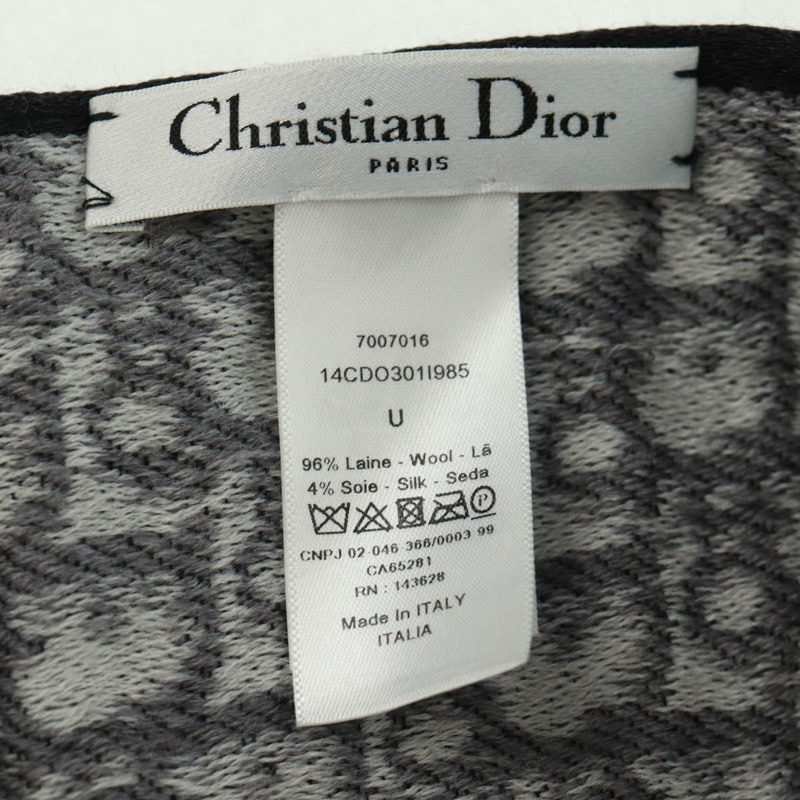 Christian Dior
PARIS
7007016
14CDO301I985
U
96% Laine - Wool - Lã
4% Soie - Silk - Seda
P
CNPJ 02-046-366/0003 99
CA65281
RN : 143628
Made In ITALY
ITALIA